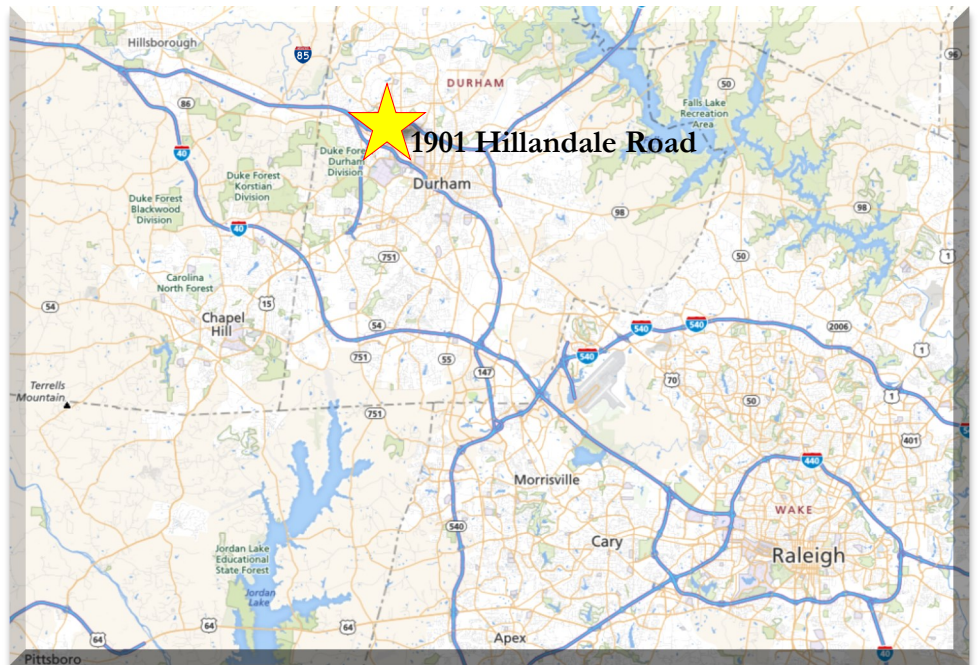 Hillsborough
85
96
DURHAM
50
86
Falls Lake
Recreation
Area
1901 Hillandale Road
40
Duke Fore
Durham
Division
Duke Forest
Korstian
Division
Durham
Duke Forest
Blackwood
Division
98
98
40
751
50
1
Carolina
North Forest
54
15
Chapel
Hill
54
540
540
2006
751
55
540
1
147
70
Terrells
Mountain
50
1
751
401
440
Morrisville
WAKE
540
Cary
Raleigh
Jordan Lake
Educational
State Forest
Jordan
Lake
64
64
64
Apex
40
Pittsboro